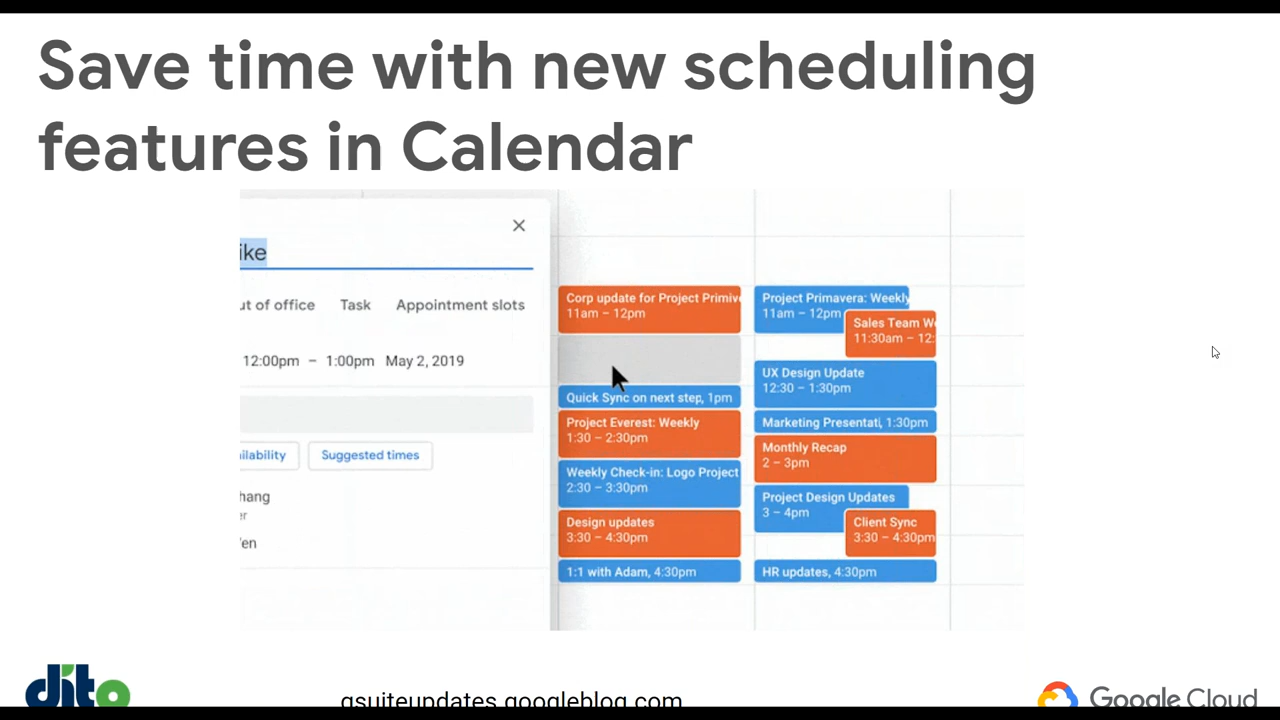 Save time with new scheduling
features in Calendar
ike
ut of office Task Appointment slots
12:00pm – 1:00pm May 2, 2019
ilability Suggested times
hang
er
en
Corp update for Project Primiv
11am – 12pm
Quick Sync on next step, 1pm
Project Everest: Weekly
1:30 – 2:30pm
Weekly Check-in: Logo Project
2:30 – 3:30pm
Design updates
3:30 – 4:30pm
1:1 with Adam, 4:30pm
Project Primavera: Weekly
11am – 12pm
Sales Team We
11:30am – 12:
UX Design Update
12:30 – 1:30pm
Marketing Presentati, 1:30pm
Monthly Recap
2 – 3pm
Project Design Updates
3 – 4pm
Client Sync
3:30 – 4:30pm
HR updates, 4:30pm
dito
gsuiteupdates.googleblog.com
Google Cloud